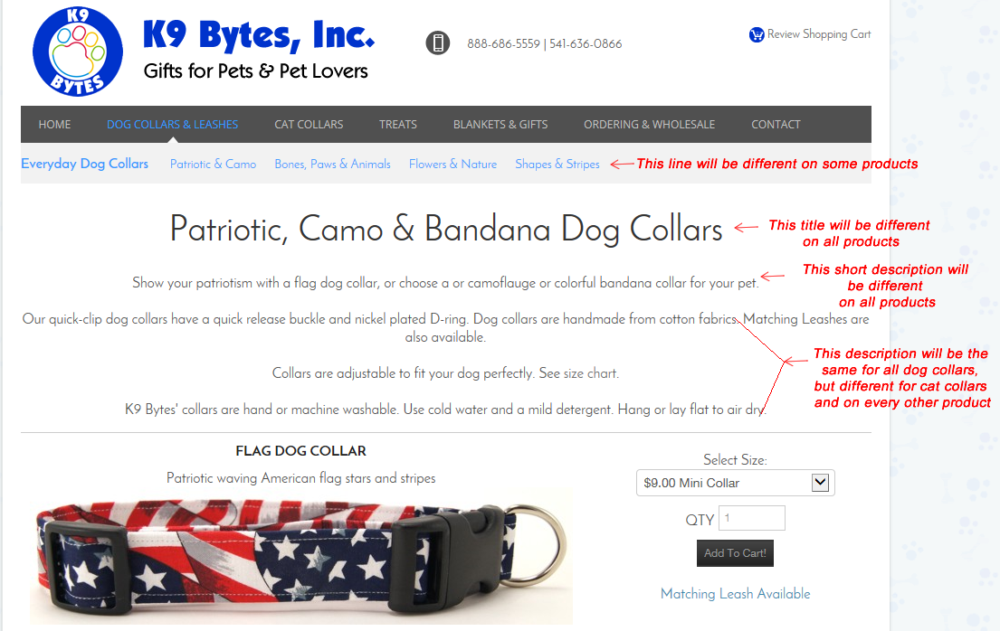 K9
BYTES
K9 Bytes, Inc.
Gifts for Pets & Pet Lovers
888-686-5559 | 541-636-0866
Review Shopping Cart
HOME DOG COLLARS & LEASHES CAT COLLARS TREATS BLANKETS & GIFTS ORDERING & WHOLESALE CONTACT
Everyday Dog Collars Patriotic & Camo Bones, Paws & Animals Flowers & Nature Shapes & Stripes This line will be different on some products
Patriotic, Camo & Bandana Dog Collars
This title will be different
on all products
Show your patriotism with a flag dog collar, or choose a or camoflauge or colorful bandana collar for your pet.
This short description will
be different
on all products
Our quick-clip dog collars have a quick release buckle and nickel plated D-ring. Dog collars are handmade from cotton fabrics. Matching Leashes are
also available.
Collars are adjustable to fit your dog perfectly. See size chart.
K9 Bytes' collars are hand or machine washable. Use cold water and a mild detergent. Hang or lay flat to air dry.
This description will be the
same for all dog collars,
but different for cat collars
and on every other product
FLAG DOG COLLAR
Patriotic waving American flag stars and stripes
Select Size:
$9.00 Mini Collar
QTY 1
Add To Cart!
Matching Leash Available